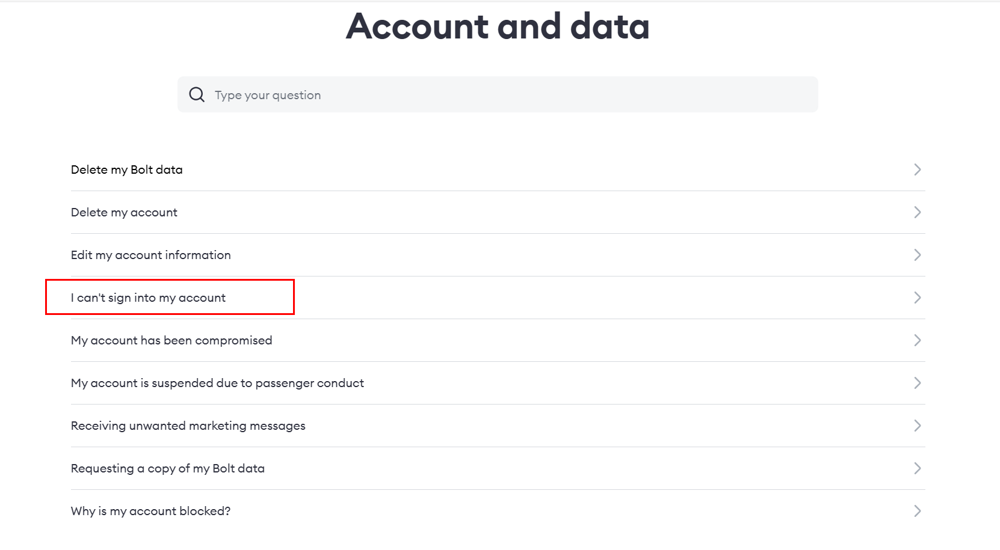 Account and data
Type your question
Delete my Bolt data
Delete my account
Edit my account information
I can't sign into my account
My account has been compromised
My account is suspended due to passenger conduct
Receiving unwanted marketing messages
Requesting a copy of my Bolt data
Why is my account blocked?